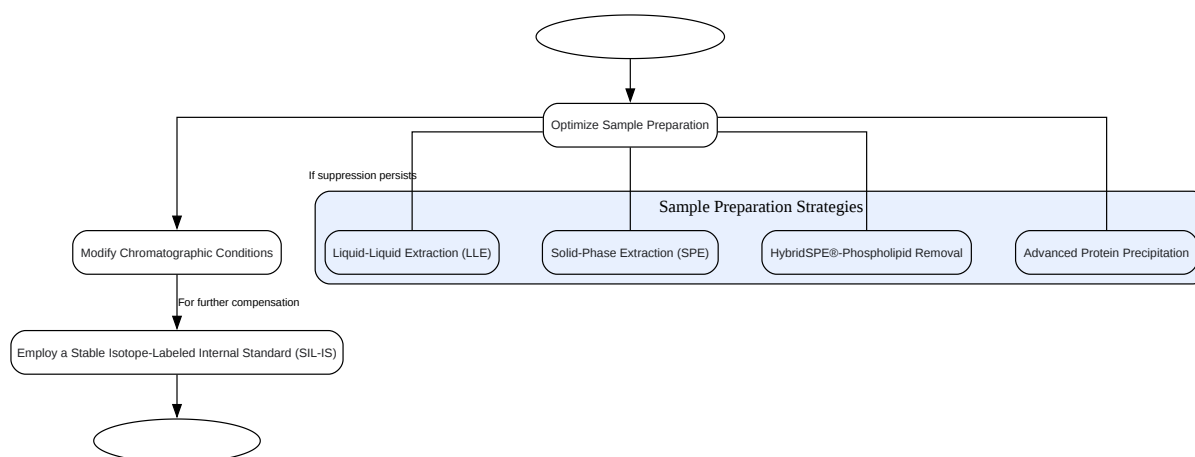 Optimize Sample Preparation
If suppression persists
Sample Preparation Strategies
Modify Chromatographic Conditions
Liquid-Liquid Extraction (LLE)
Solid-Phase Extraction (SPE)
HybridSPE®-Phospholipid Removal
Advanced Protein Precipitation
For further compensation
Employ a Stable Isotope-Labeled Internal Standard (SIL-IS)